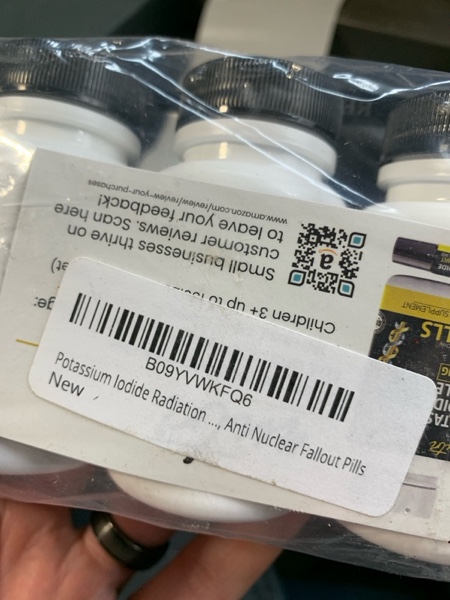 Small businesses thrive on
customer reviews. Scan here
to leave your feedback!
www.amazon.com/review/review-your-purchases
Children 3+ up to
B09YVWKFQ6
Potassium Iodide Radiation ..., Anti Nuclear Fallout Pills
New
SUPPLEMENT